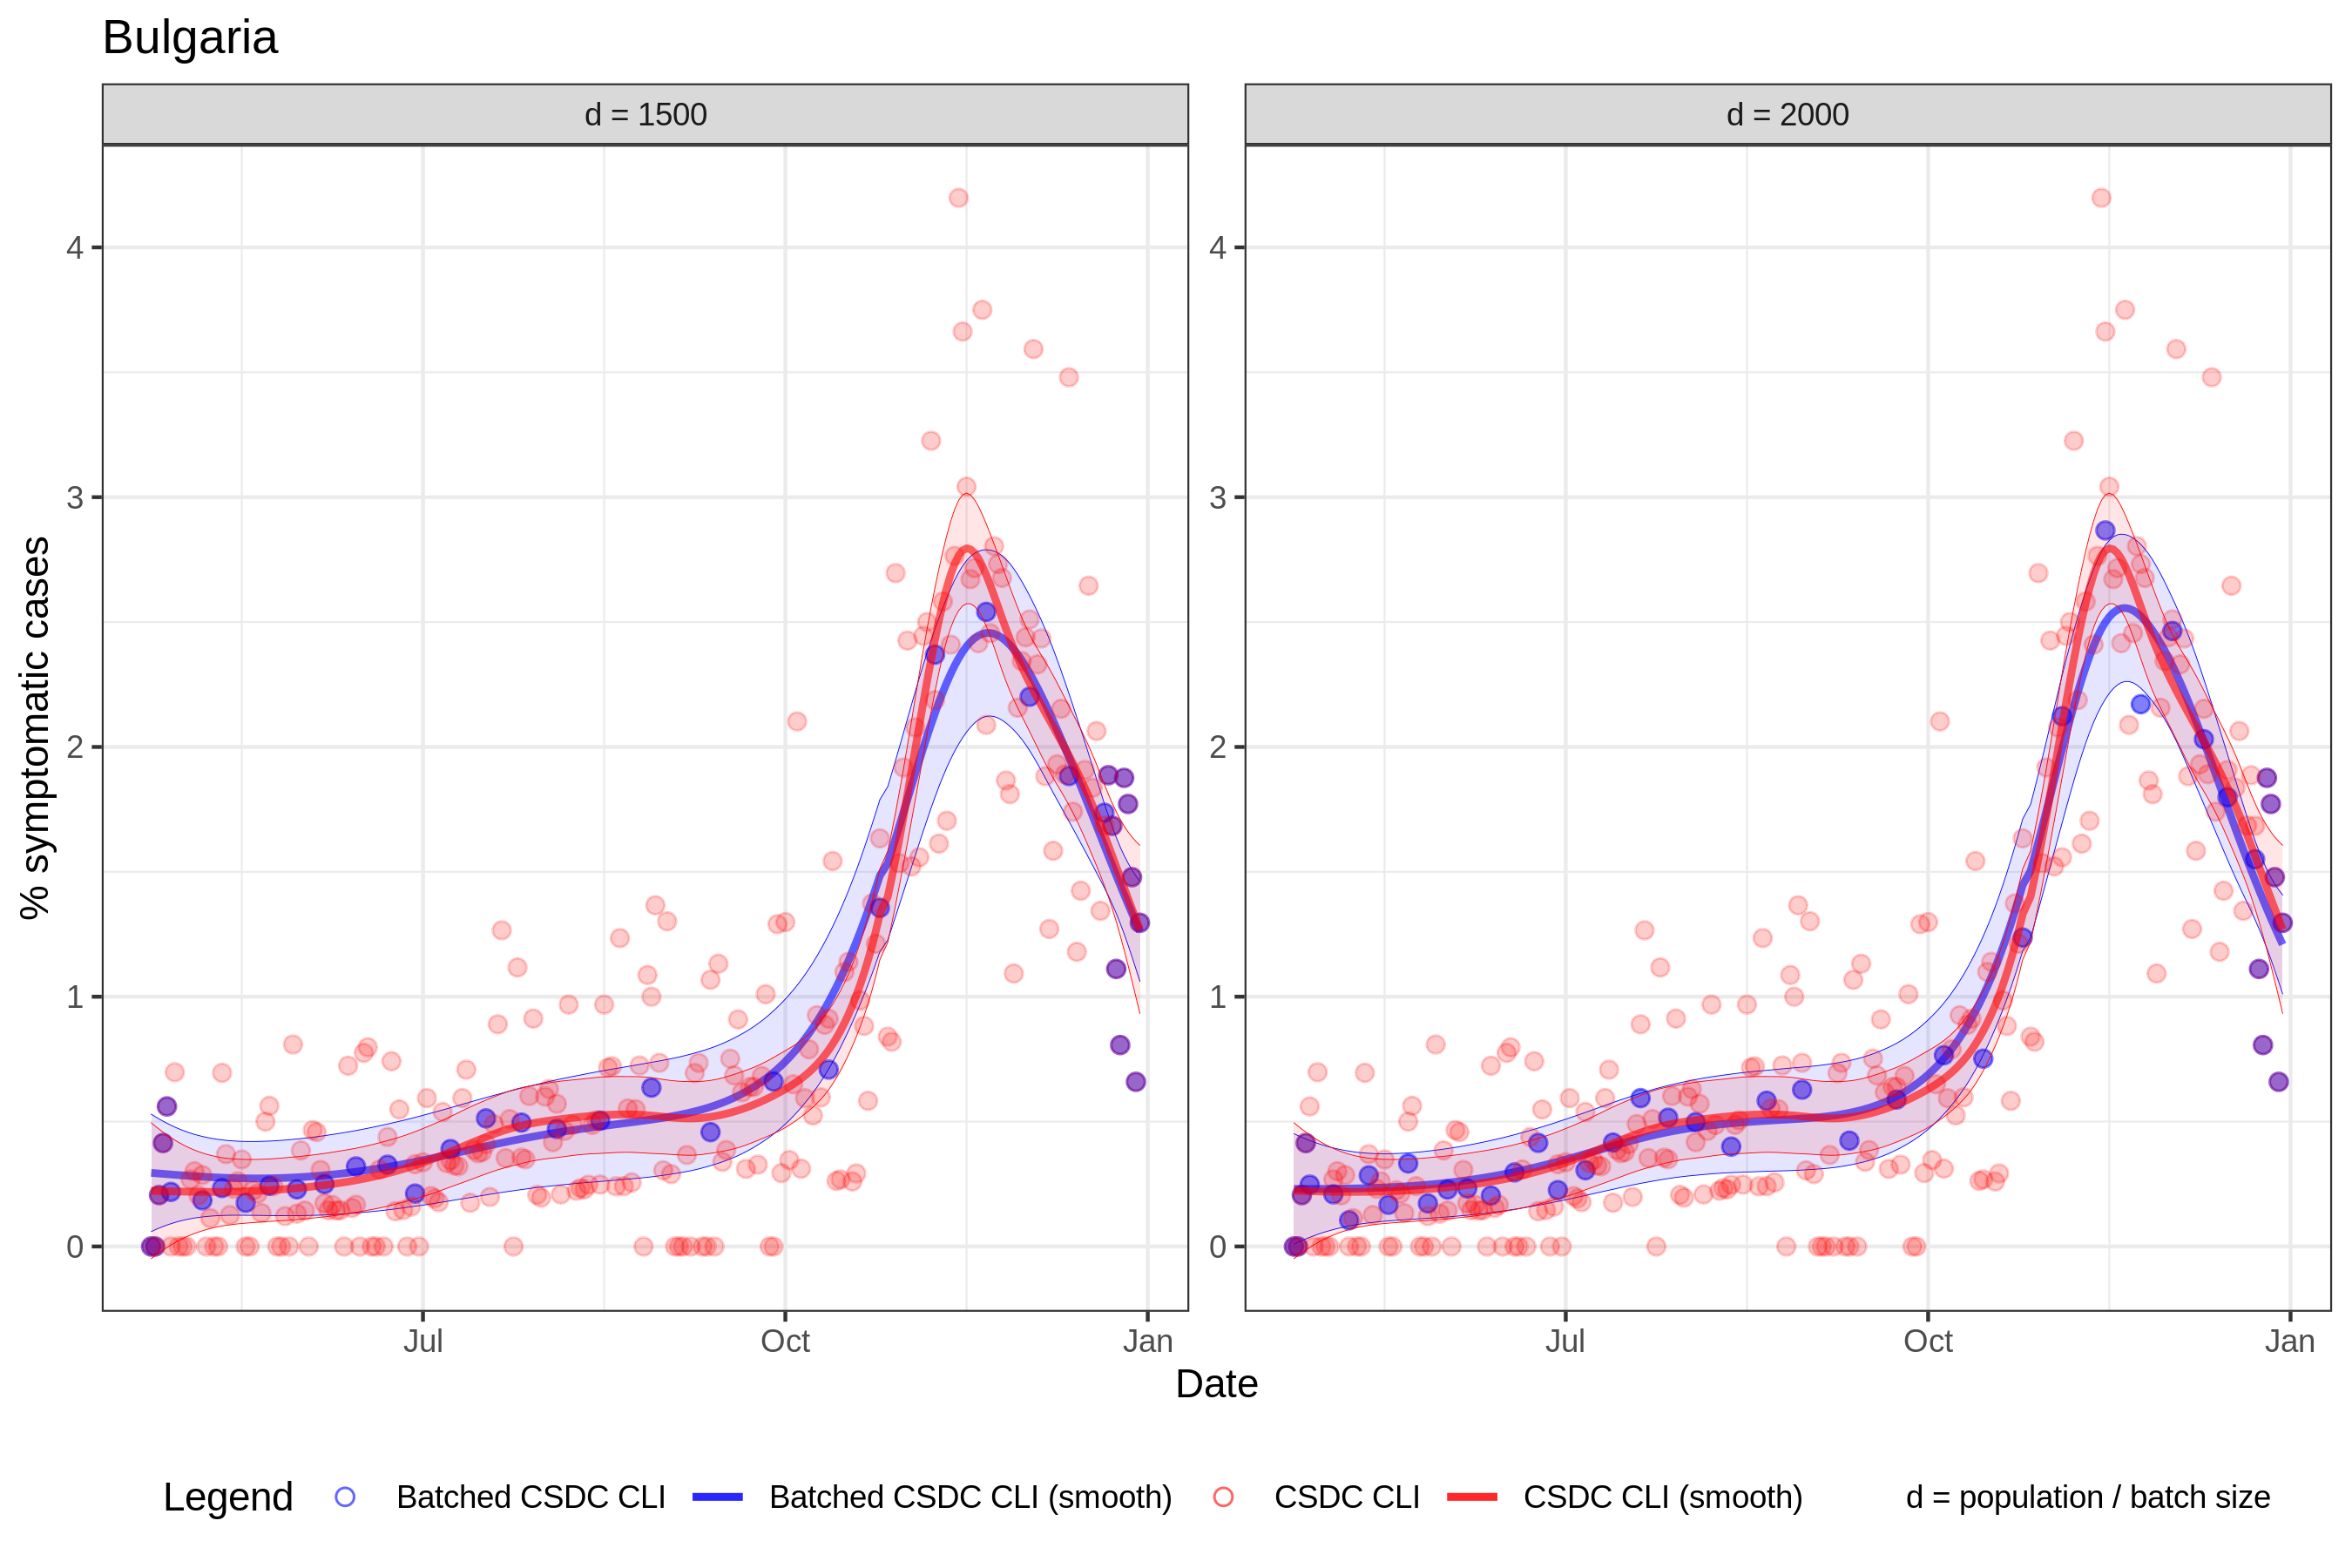 Bulgaria
d = 1500
d = 2000
% symptomatic cases
4
3
2
1
0
4
3
2
1
0
Jul
Oct
Jan
Jul
Oct
Jan
Date
Legend
Batched CSDC CLI
Batched CSDC CLI (smooth)
CSDC CLI
CSDC CLI (smooth)
d = population / batch size